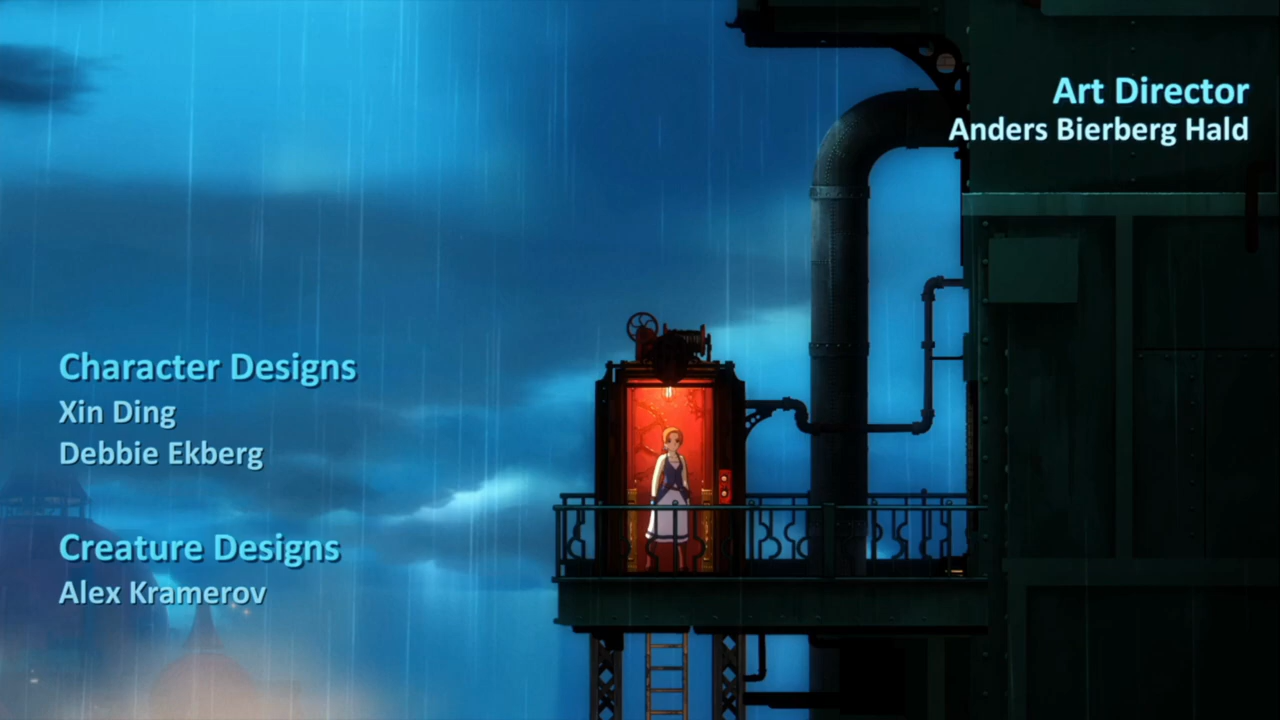 Art Director
Anders Bierberg Hald
Character Designs
Xin Ding
Debbie Ekberg
Creature Designs
Alex Kramerov